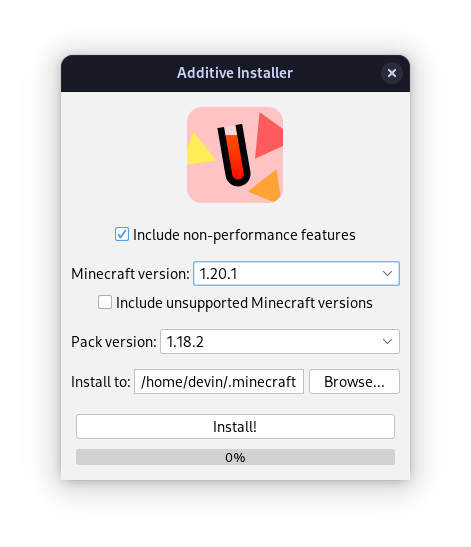 Additive Installer
Include non-performance features
Minecraft version: 1.20.1
Include unsupported Minecraft versions
Pack version: 1.18.2
Install to: /home/devin/.minecraft Browse...
Install!
0%